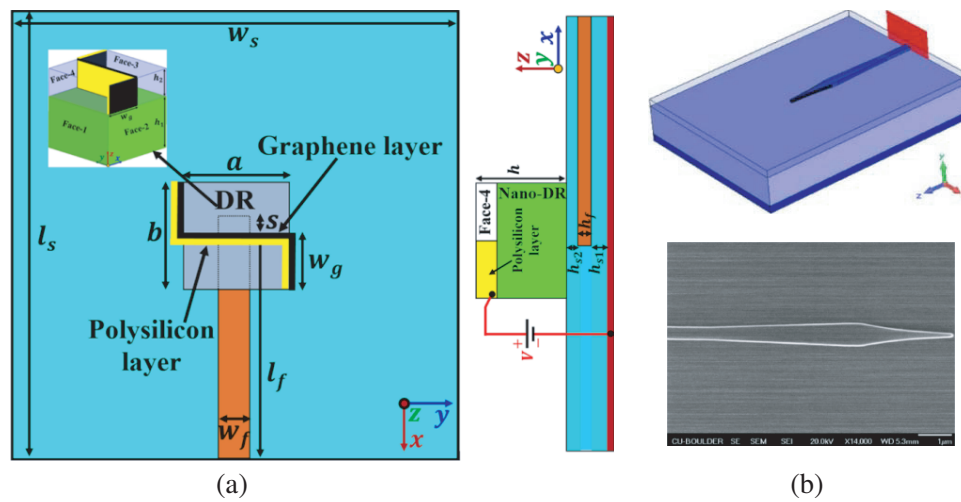 w_s
Face-3
Face-4
h_2
Face-1
Face-2
h_1
w_g
y z x
Graphene layer
a
DR
s
b
l_s
w_g
Polysilicon
layer
l_f
w_f
z y
x
x
z y
h
Face-4
Nano-DR
h_f
Polysilicon
layer
h_s2
h_s1
V + −
y
x
z
CU-BOULDER SE SEM SEI 20.0kV X14,000 WD 5.3mm 1μm
(a)
(b)